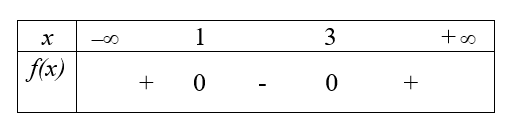 x –∞ 1 3 +∞
f(x) + 0 - 0 +